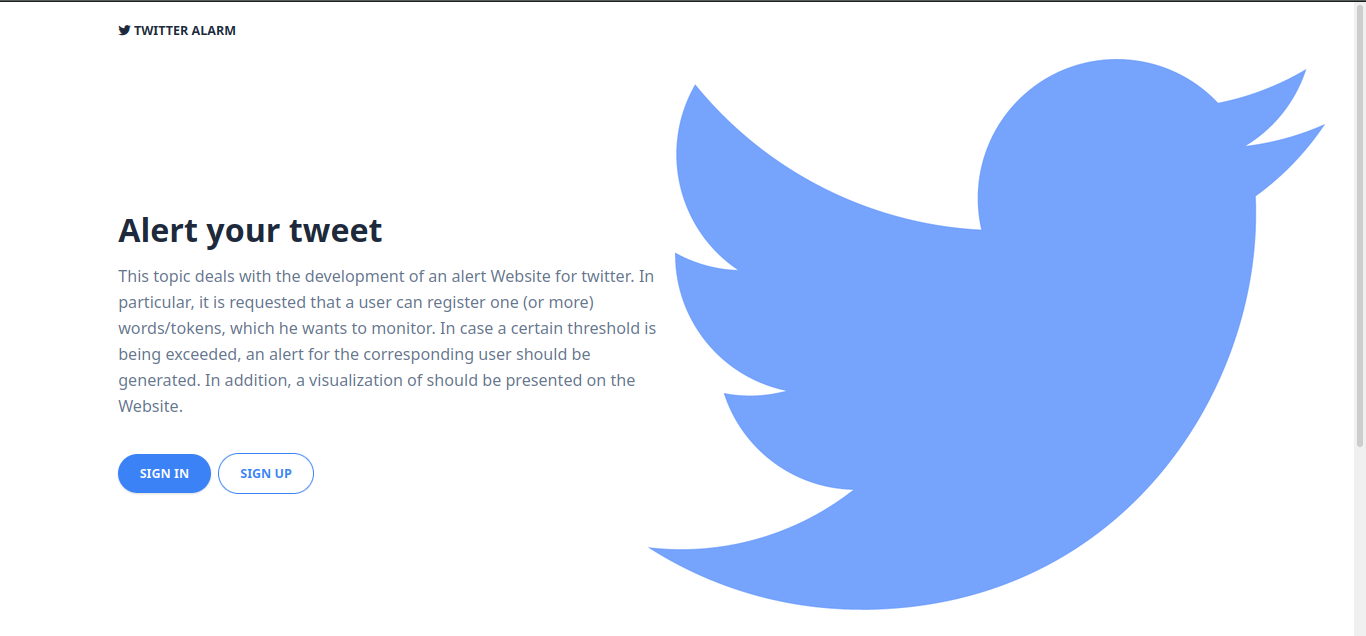 TWITTER ALARM
Alert your tweet
This topic deals with the development of an alert Website for twitter. In
particular, it is requested that a user can register one (or more)
words/tokens, which he wants to monitor. In case a certain threshold is
being exceeded, an alert for the corresponding user should be
generated. In addition, a visualization of should be presented on the
Website.
SIGN IN SIGN UP